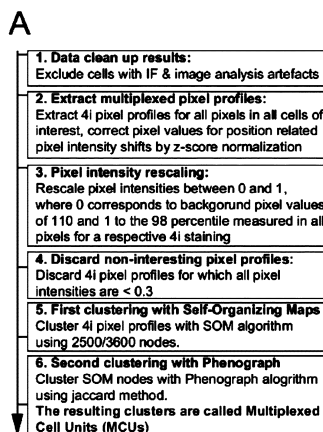 A
1. Data clean up results:
Exclude cells with IF & image analysis artefacts
2. Extract multiplexed pixel profiles:
Extract 4i pixel profiles for all pixels in all cells of
interest, correct pixel values for position related
pixel intensity shifts by z-score normalization
3. Pixel intensity rescaling:
Rescale pixel intensities between 0 and 1,
where 0 corresponds to backgorund pixel values
of 110 and 1 to the 98 percentile measured in all
pixels for a respective 4i staining
4. Discard non-interesting pixel profiles:
Discard 4i pixel profiles for which all pixel
intensities are < 0.3
5. First clustering with Self-Organizing Maps
Cluster 4i pixel profiles with SOM algorithm
using 2500/3600 nodes.
6. Second clustering with Phenograph
Cluster SOM nodes with Phenograph alogrithm
using jaccard method.
The resulting clusters are called Multiplexed
Cell Units (MCUs)